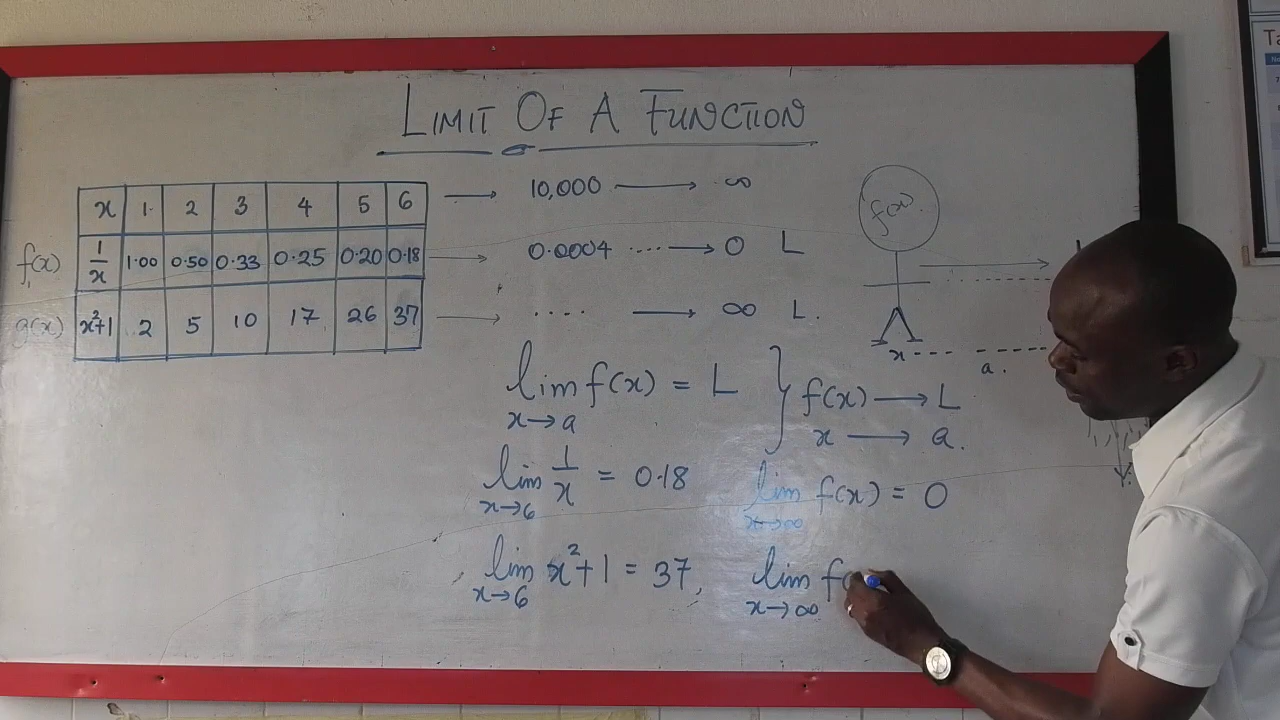 LIMIT OF A FUNCTION
x 1. 2 3 4 5 6 → 10,000 → ∞
f(x) 1/x 1.00 0.50 0.33 0.25 0.20 0.18 → 0.0004 ....→ 0 L
g(x) x²+1 2 5 10 17 26 37 → .... → ∞ L.
f(x)
x---- ----
a.
lim x→a f(x) = L } f(x) → L
x → a.
lim x→6 1/x = 0.18
lim x→∞ f(x) = 0
lim x→6 x²+1 = 37,
lim x→∞ f